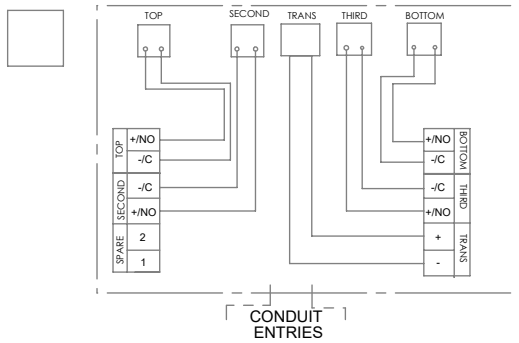 TOP SECOND TRANS THIRD BOTTOM
TOP
+/NO
-/C
SECOND
-/C
+/NO
SPARE
2
1
+/NO
-/C
BOTTOM
-/C
+/NO
THIRD
+
-
TRANS
CONDUIT
ENTRIES